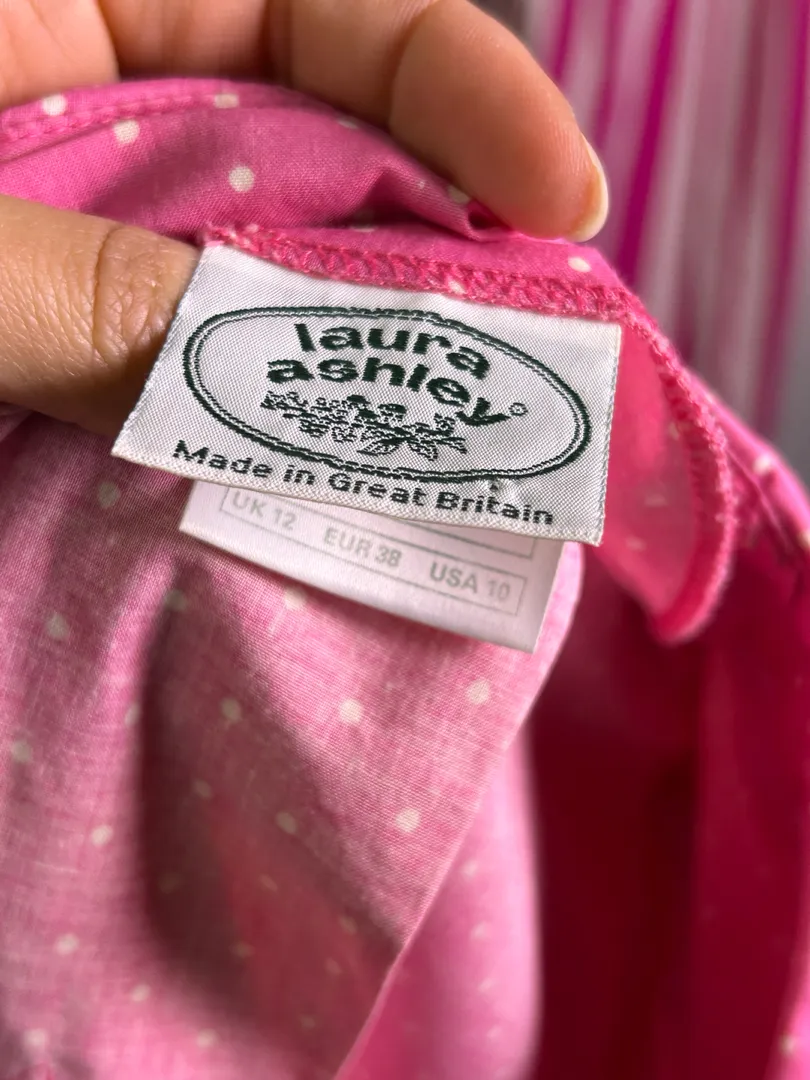 laura
ashley®
Made in Great Britain
UK 12 EUR 38 USA 10